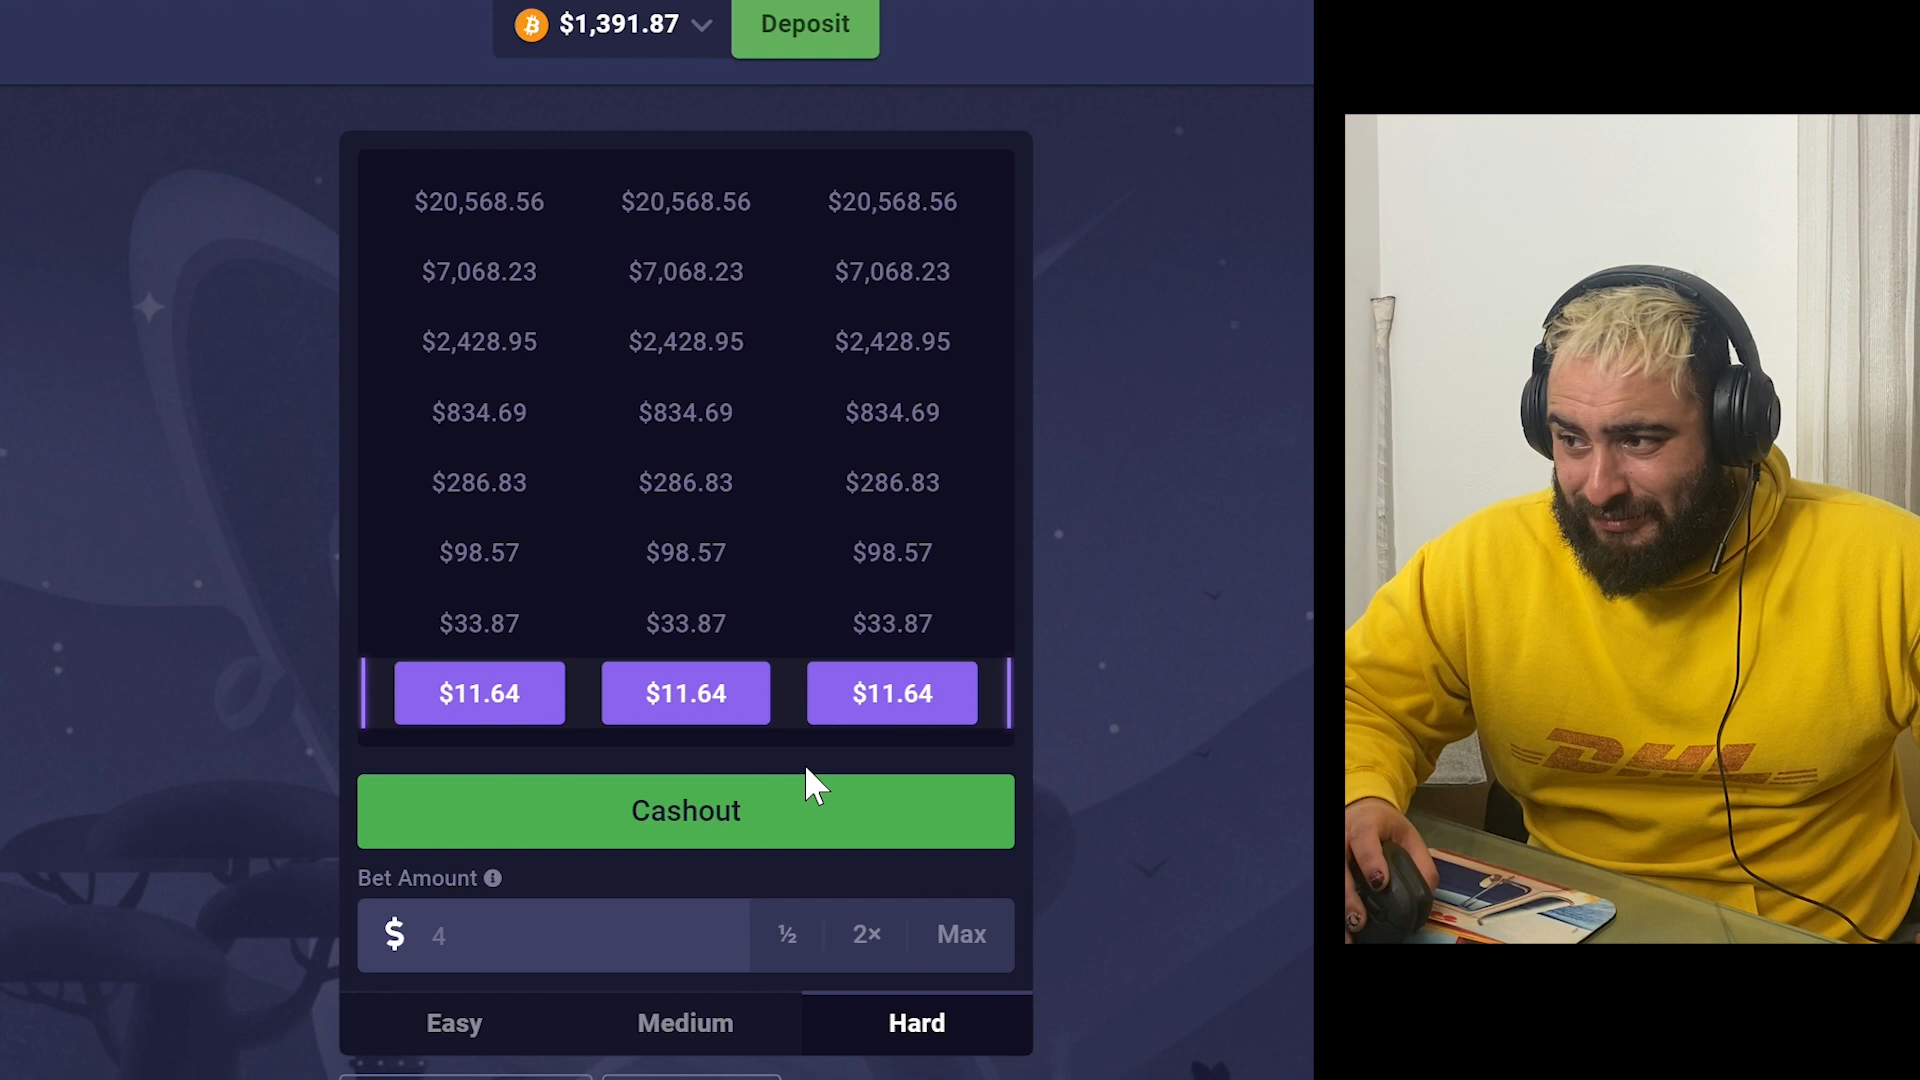 $1,391.87
Deposit
$20,568.56 $20,568.56 $20,568.56
$7,068.23 $7,068.23 $7,068.23
$2,428.95 $2,428.95 $2,428.95
$834.69 $834.69 $834.69
$286.83 $286.83 $286.83
$98.57 $98.57 $98.57
$33.87 $33.87 $33.87
$11.64 $11.64 $11.64
Cashout
Bet Amount
$ 4 ½ 2× Max
Easy Medium Hard
DHL